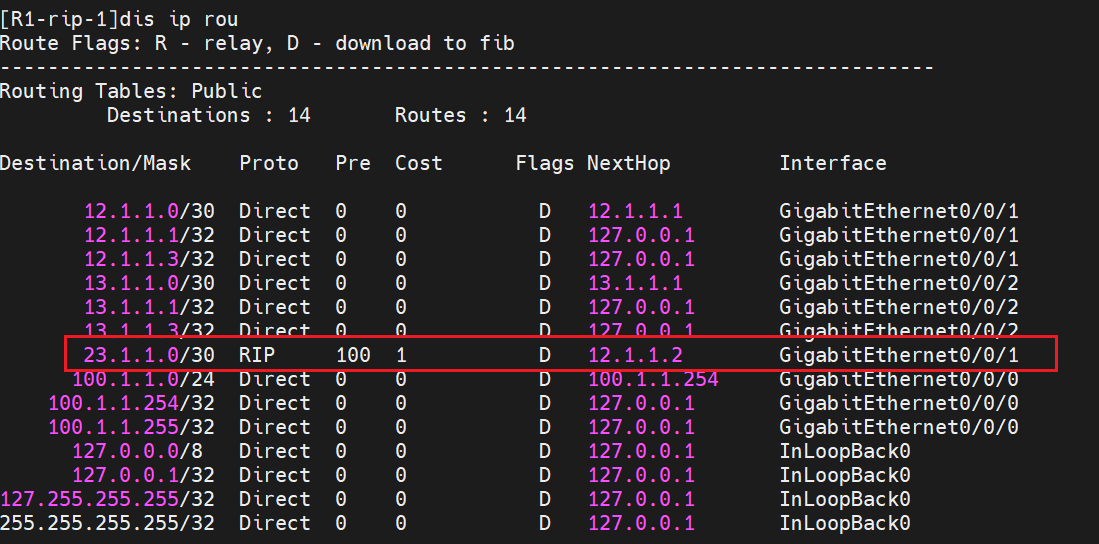 [R1-rip-1]dis ip rou
Route Flags: R - relay, D - download to fib
------------------------------------------------------------------------------
Routing Tables: Public
         Destinations : 14       Routes : 14

Destination/Mask    Proto   Pre  Cost        Flags NextHop         Interface

       12.1.1.0/30  Direct  0    0             D   12.1.1.1        GigabitEthernet0/0/1
       12.1.1.1/32  Direct  0    0             D   127.0.0.1       GigabitEthernet0/0/1
       12.1.1.3/32  Direct  0    0             D   127.0.0.1       GigabitEthernet0/0/1
       13.1.1.0/30  Direct  0    0             D   13.1.1.1        GigabitEthernet0/0/2
       13.1.1.1/32  Direct  0    0             D   127.0.0.1       GigabitEthernet0/0/2
       13.1.1.3/32  Direct  0    0             D   127.0.0.1       GigabitEthernet0/0/2
       23.1.1.0/30  RIP     100  1             D   12.1.1.2        GigabitEthernet0/0/1
      100.1.1.0/24  Direct  0    0             D   100.1.1.254     GigabitEthernet0/0/0
    100.1.1.254/32  Direct  0    0             D   127.0.0.1       GigabitEthernet0/0/0
    100.1.1.255/32  Direct  0    0             D   127.0.0.1       GigabitEthernet0/0/0
      127.0.0.0/8   Direct  0    0             D   127.0.0.1       InLoopBack0
      127.0.0.1/32  Direct  0    0             D   127.0.0.1       InLoopBack0
127.255.255.255/32  Direct  0    0             D   127.0.0.1       InLoopBack0
255.255.255.255/32  Direct  0    0             D   127.0.0.1       InLoopBack0